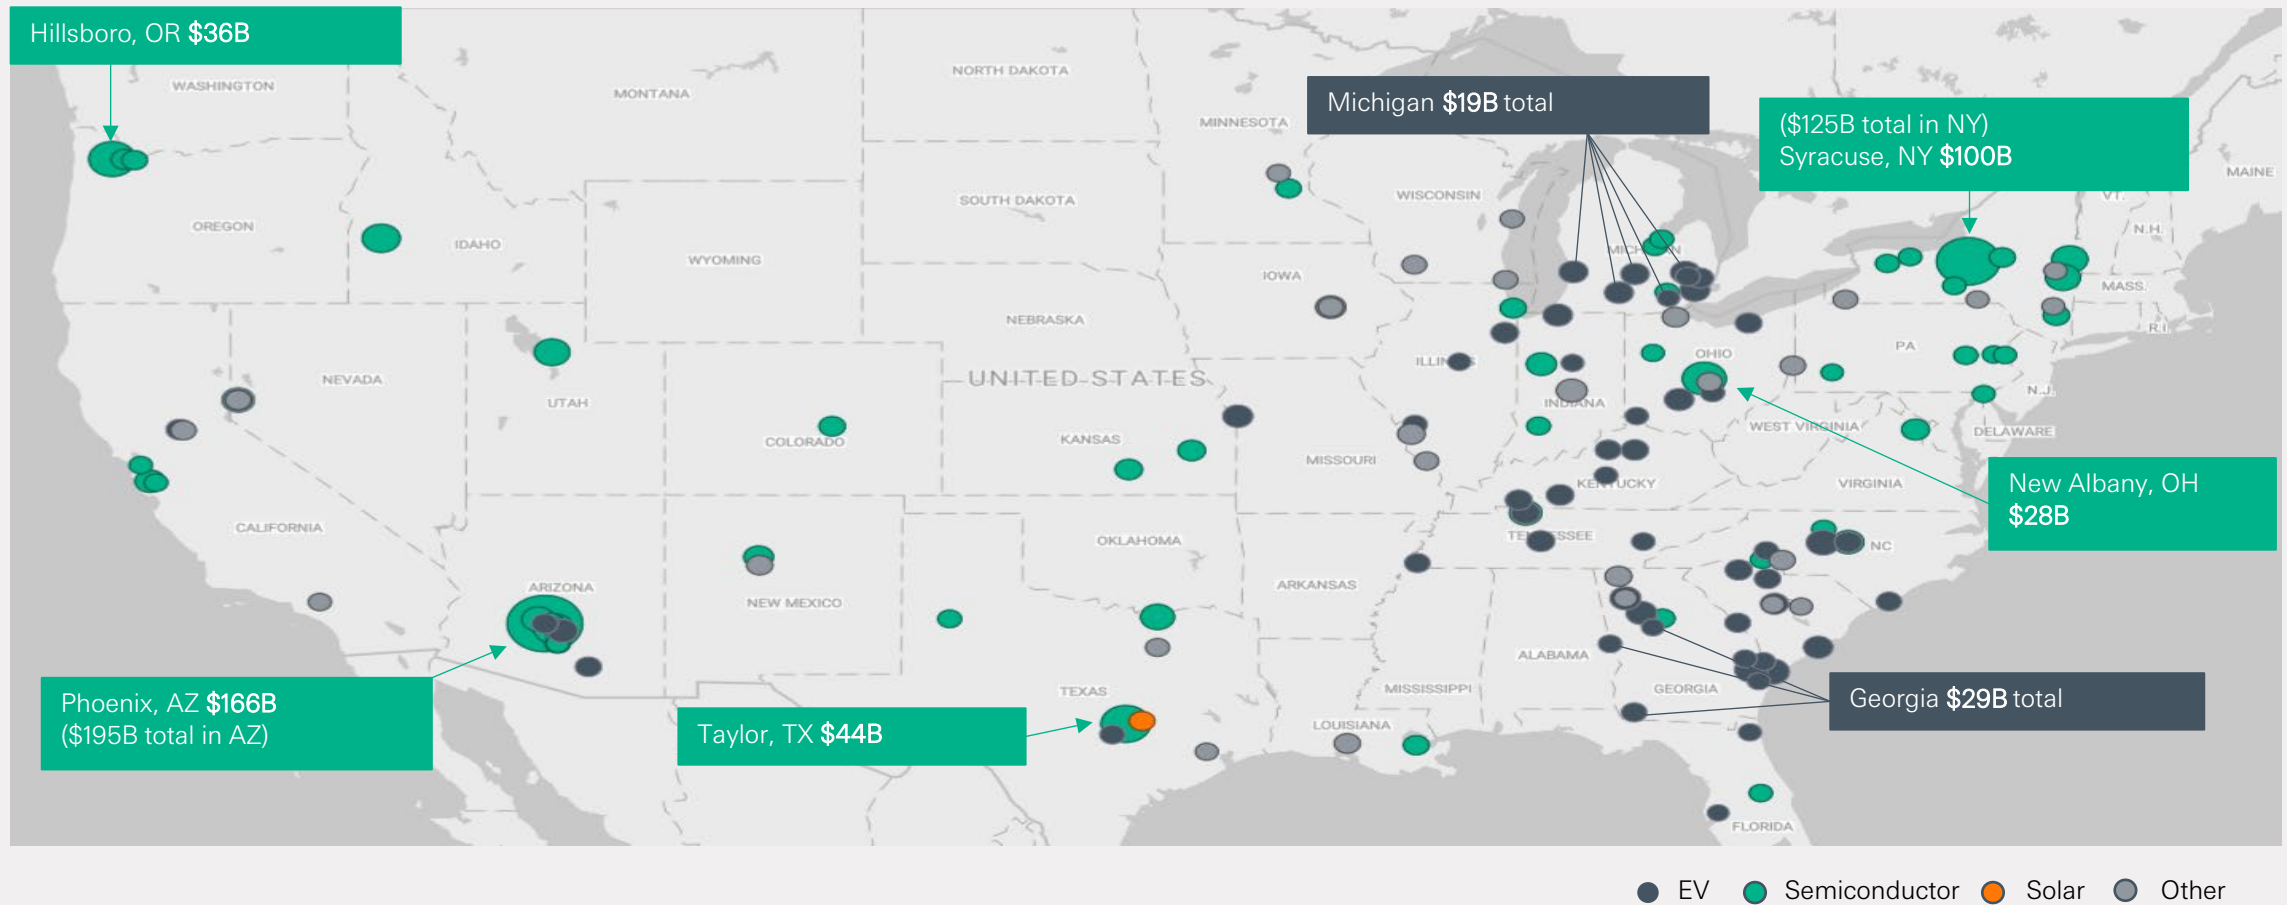 Hillsboro, OR $36B
WASHINGTON
NORTH DAKOTA
MONTANA
MINNESOTA
Michigan $19B total
($125B total in NY)
Syracuse, NY $100B
MAINE
VT.
WISCONSIN
SOUTH DAKOTA
OREGON
IDAHO
N.H.
WYOMING
IOWA
MICHIGAN
MASS.
NEBRASKA
R.I.
PA
OHIO
ILLINOIS
NEVADA
UNITED STATES
UTAH
N.J.
INDIANA
COLORADO
KANSAS
WEST VIRGINIA
DELAWARE
MISSOURI
KENTUCKY
VIRGINIA
New Albany, OH
$28B
CALIFORNIA
OKLAHOMA
TENNESSEE
NC
ARIZONA
NEW MEXICO
ARKANSAS
ALABAMA
MISSISSIPPI
GEORGIA
TEXAS
Georgia $29B total
Phoenix, AZ $166B
($195B total in AZ)
Taylor, TX $44B
LOUISIANA
FLORIDA
EV
Semiconductor
Solar
Other